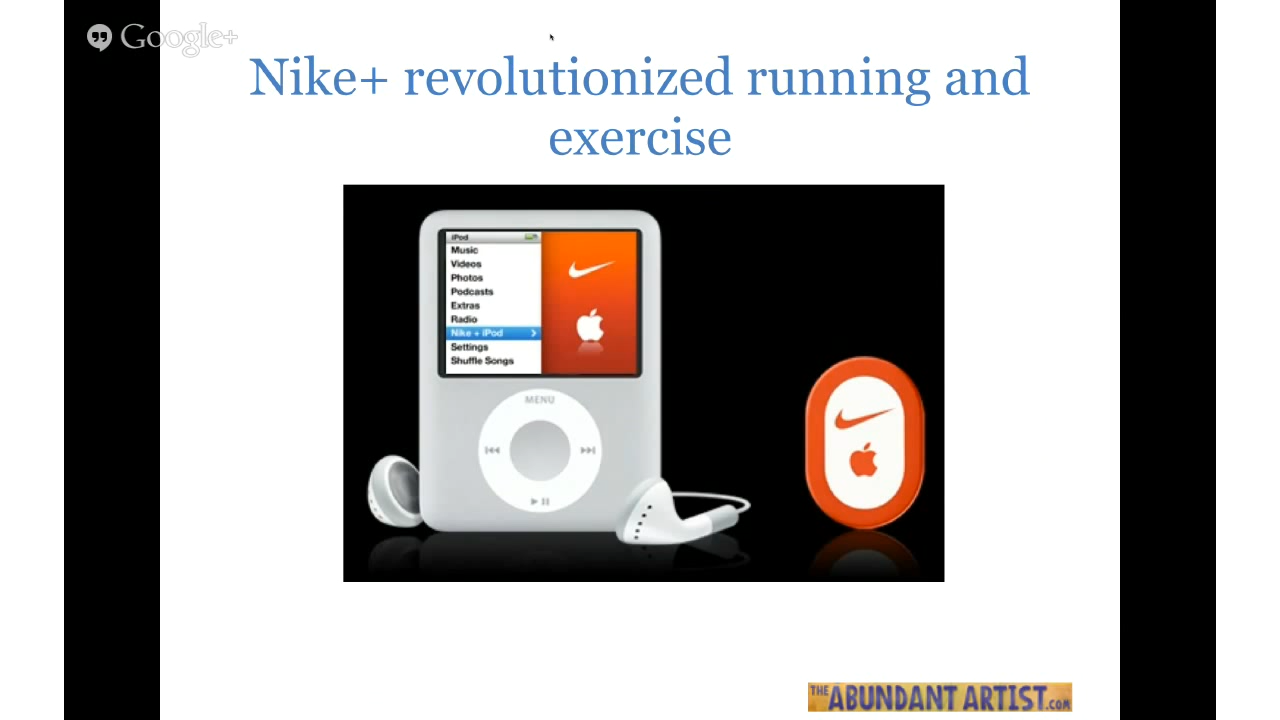 Google+
Nike+ revolutionized running and
exercise
iPod
Music
Videos
Photos
Podcasts
Extras
Radio
Nike + iPod
Settings
Shuffle Songs
MENU
THE ABUNDANT ARTIST.COM